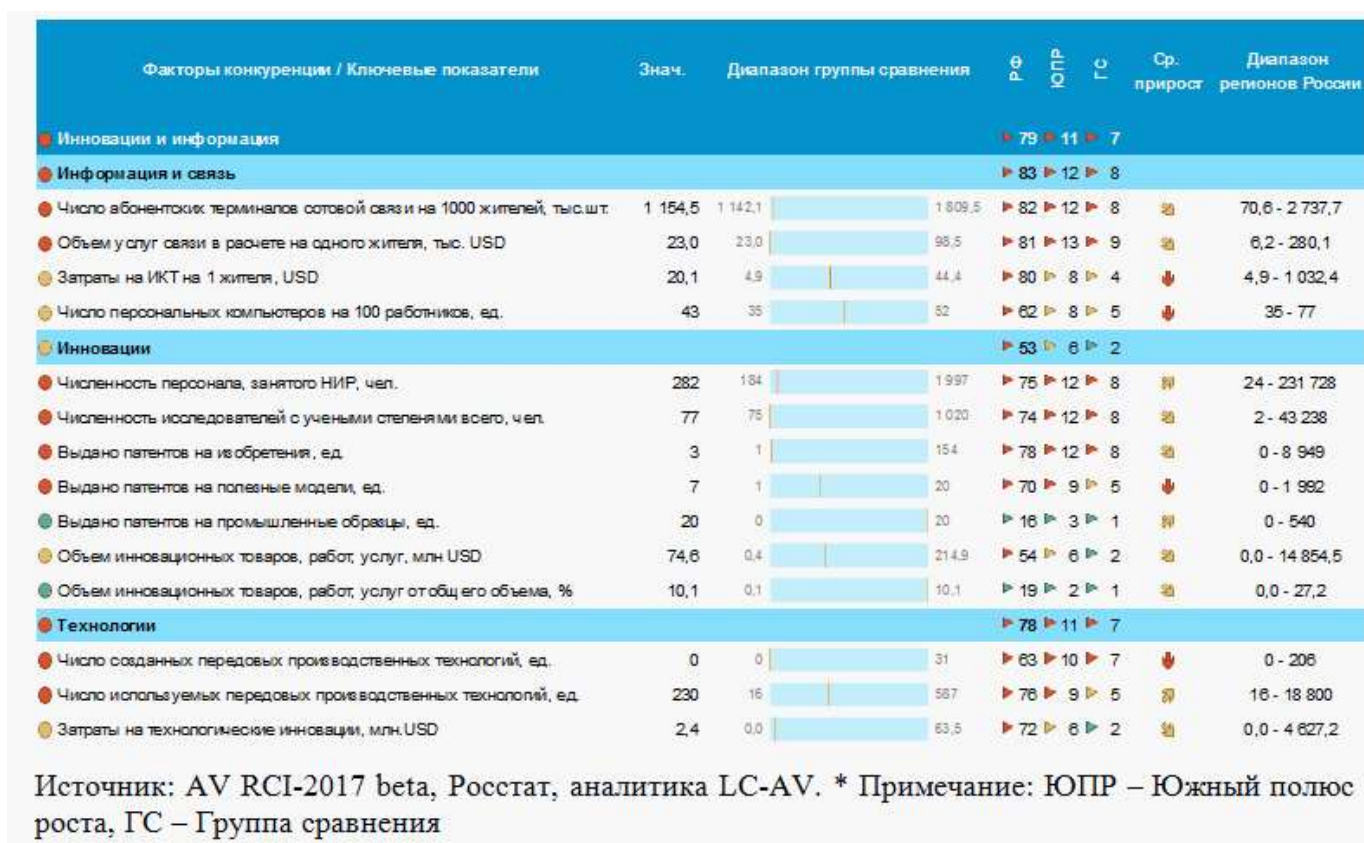 Факторы конкуренции / Ключевые показатели Знач. Диапазон группы сравнения РФ ЮПР ГС Ср. прирост Диапазон регионов России
Инновации и информация 79 11 7
Информация и связь 83 12 8
Число абонентских терминалов сотовой связи на 1000 жителей, тыс.шт. 1 154,5 1 142,1 1 809,5 82 12 8 70,6 - 2 737,7
Объем услуг связи в расчете на одного жителя, тыс. USD 23,0 23,0 98,5 81 13 9 6,2 - 280,1
Затраты на ИКТ на 1 жителя, USD 20,1 4,9 44,4 80 8 4 4,9 - 1 032,4
Число персональных компьютеров на 100 работников, ед. 43 35 52 62 8 5 35 - 77
Инновации 53 6 2
Численность персонала, занятого НИР, чел. 282 184 1 997 75 12 8 24 - 231 728
Численность исследователей с учеными степенями всего, чел. 77 75 1 020 74 12 8 2 - 43 238
Выдано патентов на изобретения, ед. 3 1 154 78 12 8 0 - 8 949
Выдано патентов на полезные модели, ед. 7 1 20 70 9 5 0 - 1 992
Выдано патентов на промышленные образцы, ед. 20 0 20 16 3 1 0 - 540
Объем инновационных товаров, работ, услуг, млн USD 74,6 0,4 214,9 54 6 2 0,0 - 14 854,5
Объем инновационных товаров, работ, услуг от общего объема, % 10,1 0,1 10,1 19 2 1 0,0 - 27,2
Технологии 78 11 7
Число созданных передовых производственных технологий, ед. 0 0 31 63 10 7 0 - 206
Число используемых передовых производственных технологий, ед. 230 16 587 76 9 5 16 - 18 800
Затраты на технологические инновации, млн.USD 2,4 0,0 63,5 72 6 2 0,0 - 4 627,2
Источник: AV RCI-2017 beta, Росстат, аналитика LC-AV. * Примечание: ЮПР – Южный полюс
роста, ГС – Группа сравнения